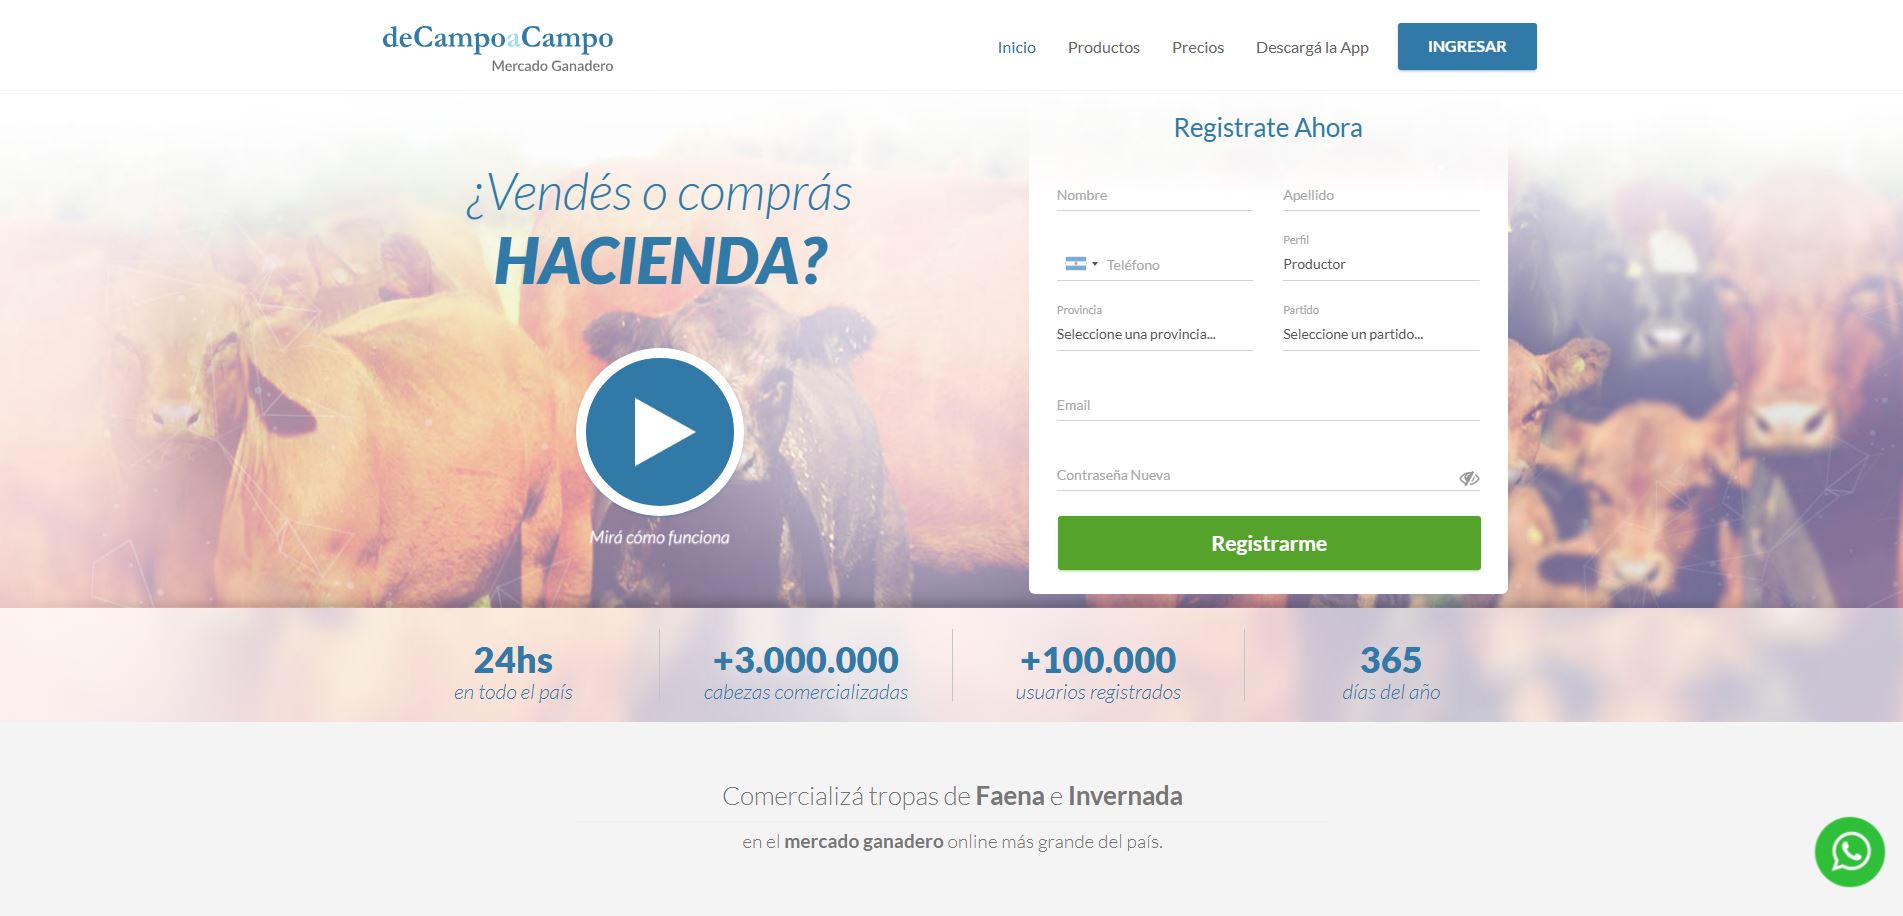 deCampoaCampo
Mercado Ganadero
Inicio
Productos
Precios
Descargá la App
INGRESAR
¿Vendés o comprás
HACIENDA?
Mirá cómo funciona
Registrate Ahora
Nombre
Apellido
Teléfono
Perfil
Productor
Provincia
Seleccione una provincia...
Partido
Seleccione un partido...
Email
Contraseña Nueva
Registrarme
24hs
en todo el país
+3.000.000
cabezas comercializadas
+100.000
usuarios registrados
365
días del año
Comercializá tropas de Faena e Invernada
en el mercado ganadero online más grande del país.